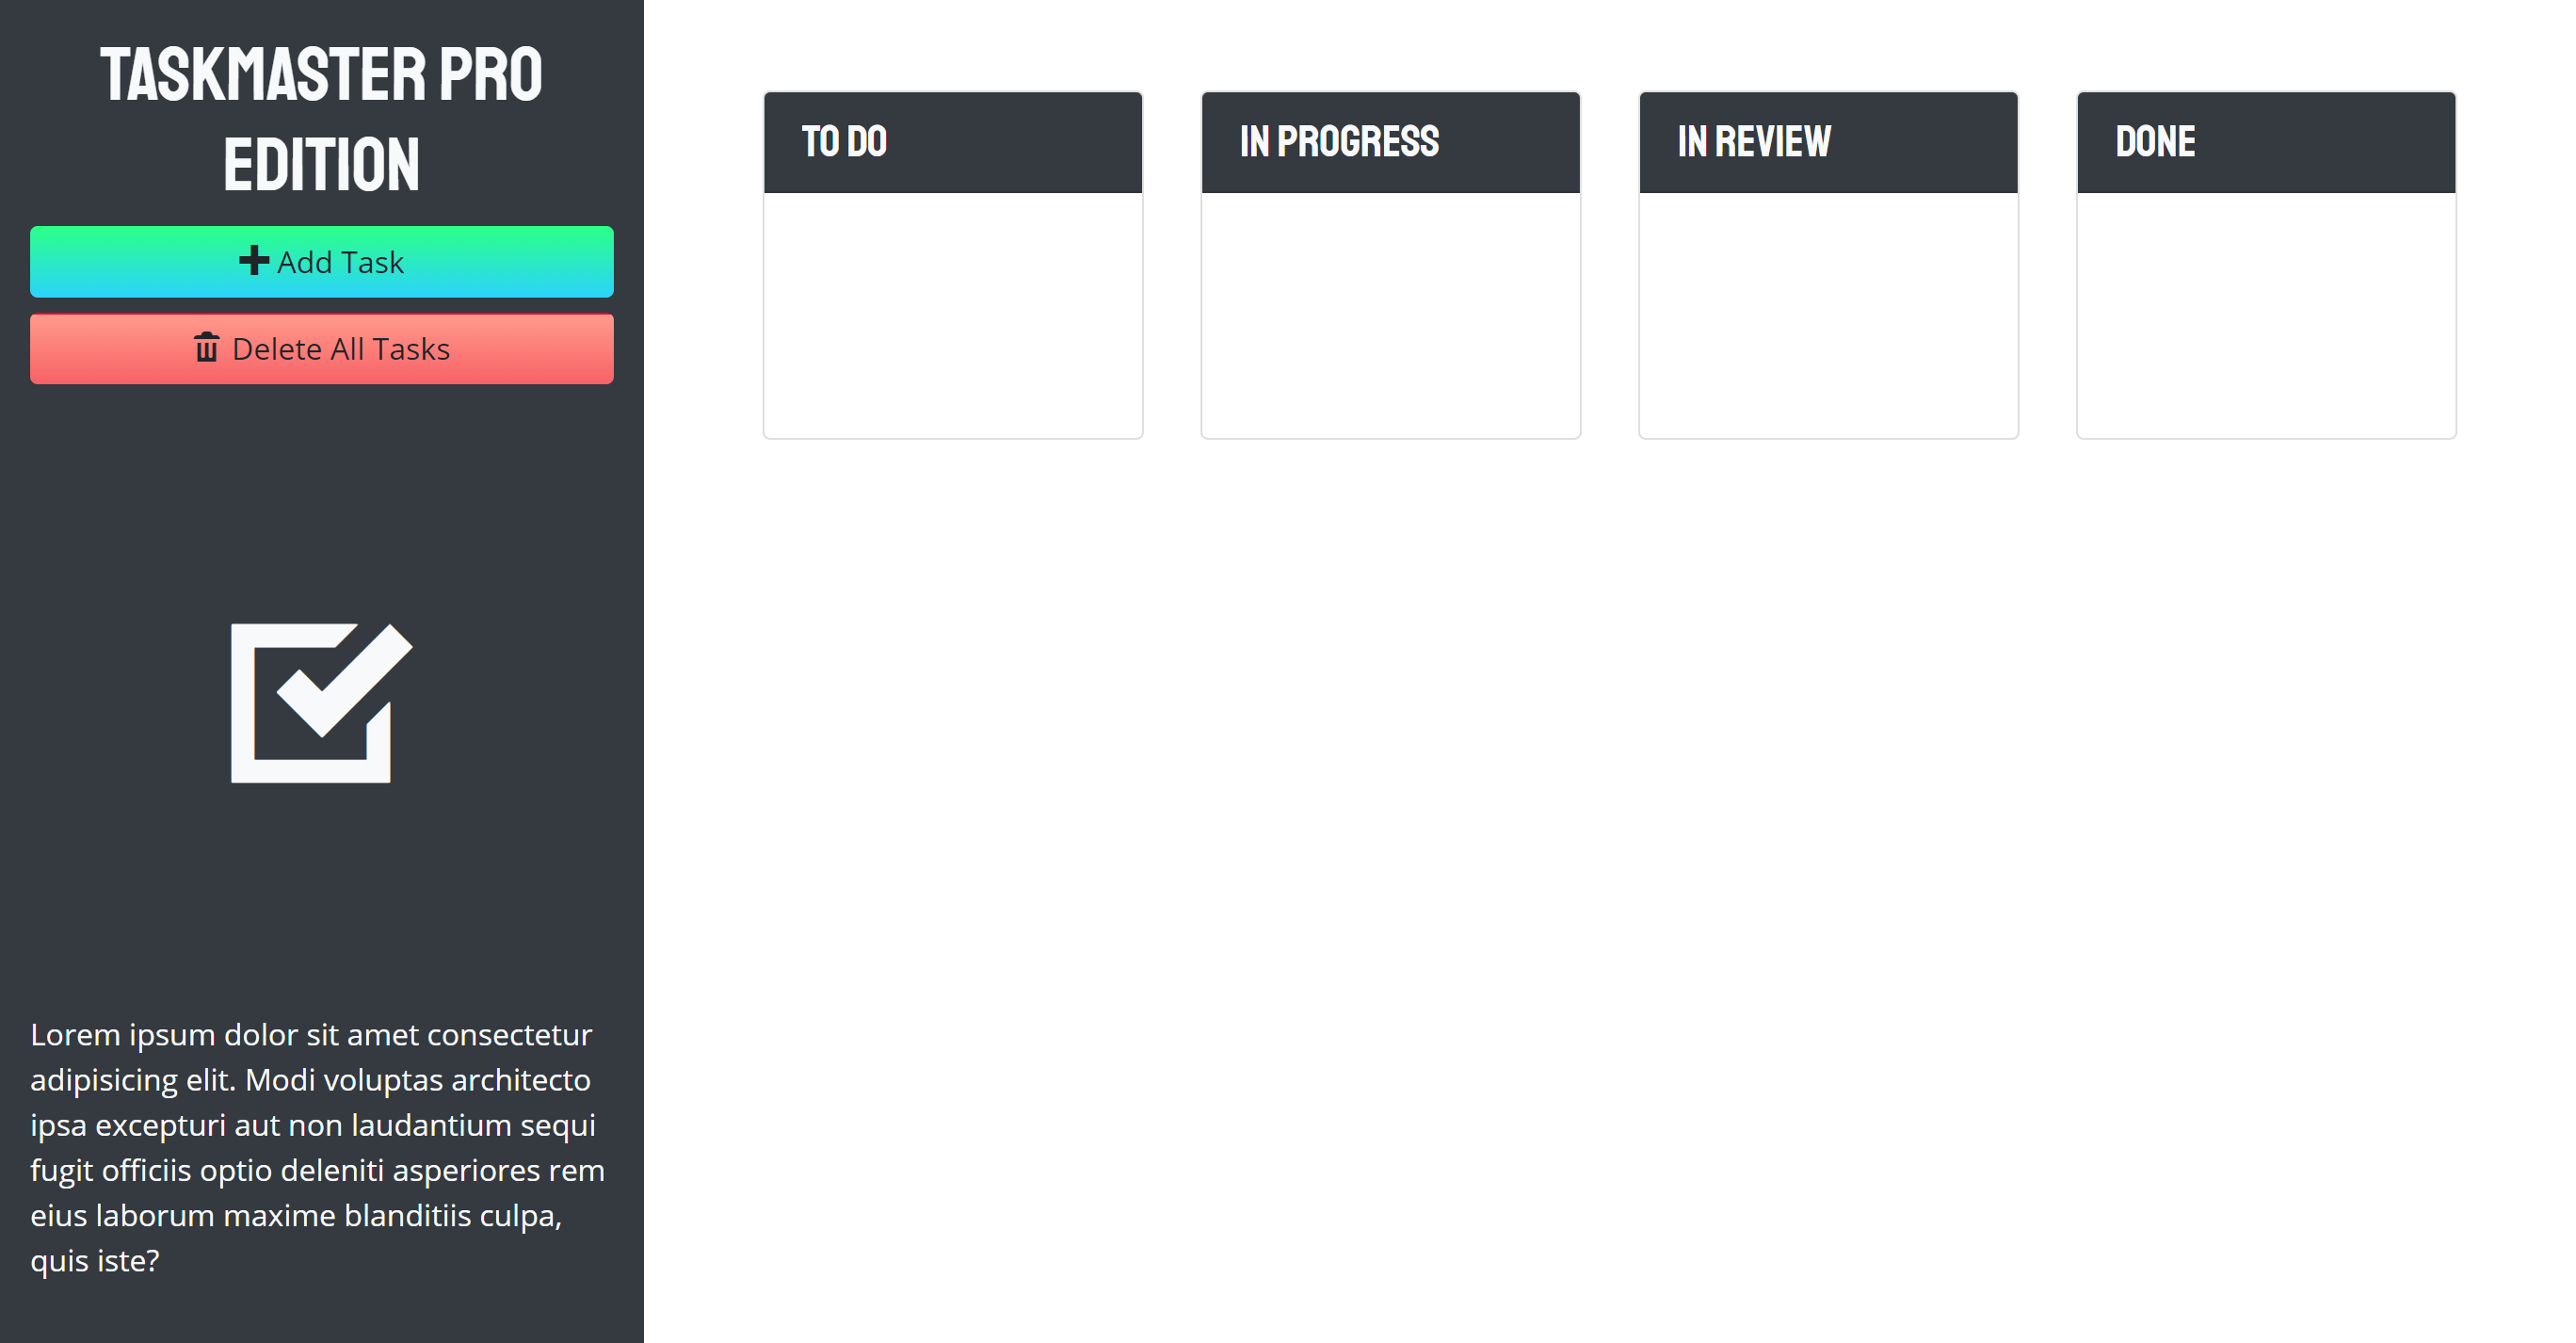 TASKMASTER PRO
EDITION
Add Task
Delete All Tasks
Lorem ipsum dolor sit amet consectetur
adipisicing elit. Modi voluptas architecto
ipsa excepturi aut non laudantium sequi
fugit officiis optio deleniti asperiores rem
eius laborum maxime blanditiis culpa,
quis iste?
TO DO
IN PROGRESS
IN REVIEW
DONE